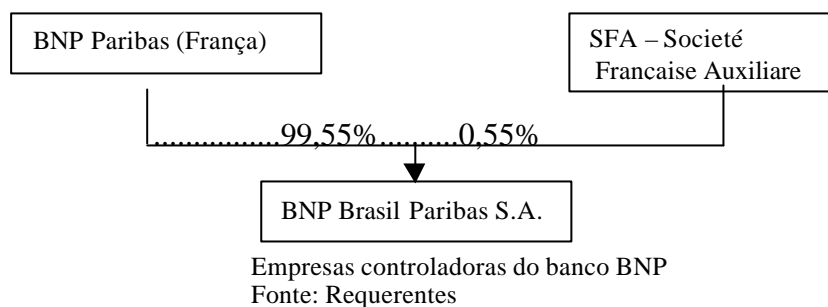 BNP Paribas (França)
SFA – Societé
Francaise Auxiliare
.................99,55%..........0,55%
BNP Brasil Paribas S.A.
Empresas controladoras do banco BNP
Fonte: Requerentes